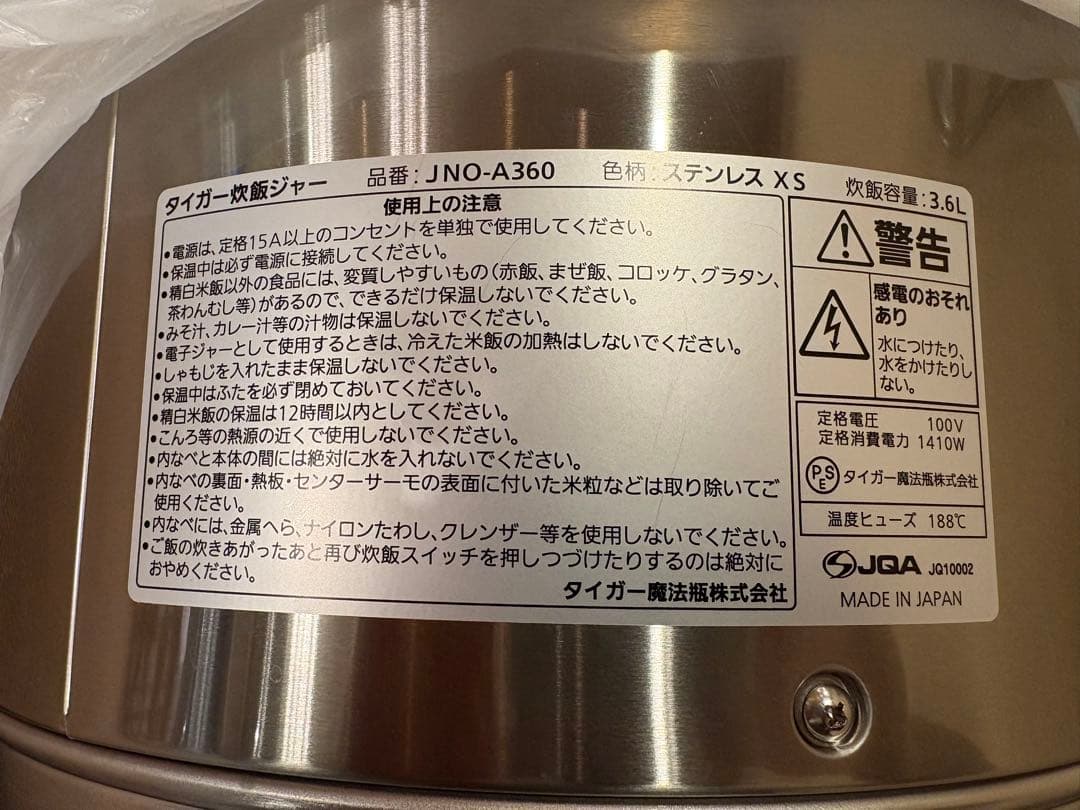 タイガー炊飯ジャー 品番:JNO-A360 色柄:ステンレス XS 炊飯容量:3.6L
使用上の注意
•電源は、定格15A以上のコンセントを単独で使用してください。
•保温中は必ず電源に接続してください。
•精白米飯以外の食品には、変質しやすいもの(赤飯、まぜ飯、コロッケ、グラタン、
茶わんむし等)があるので、できるだけ保温しないでください。
•みそ汁、カレー汁等の汁物は保温しないでください。
•電子ジャーとして使用するときは、冷えた米飯の加熱はしないでください。
•しゃもじを入れたまま保温しないでください。
•保温中はふたを必ず閉めておいてください。
•精白米飯の保温は12時間以内としてください。
•こんろ等の熱源の近くで使用しないでください。
•内なべと本体の間には絶対に水を入れないでください。
•内なべの裏面・熱板・センターサーモの表面に付いた米粒などは取り除いてご
使用ください。
•内なべには、金属へら、ナイロンたわし、クレンザー等を使用しないでください。
•ご飯の炊きあがったあと再び炊飯スイッチを押しつづけたりするのは絶対に
おやめください。
タイガー魔法瓶株式会社
警告
感電のおそれ
あり
水につけたり、
水をかけたりし
ない。
定格電圧 100V
定格消費電力 1410W
PSE タイガー魔法瓶株式会社
温度ヒューズ 188℃
JQA JQ10002
MADE IN JAPAN